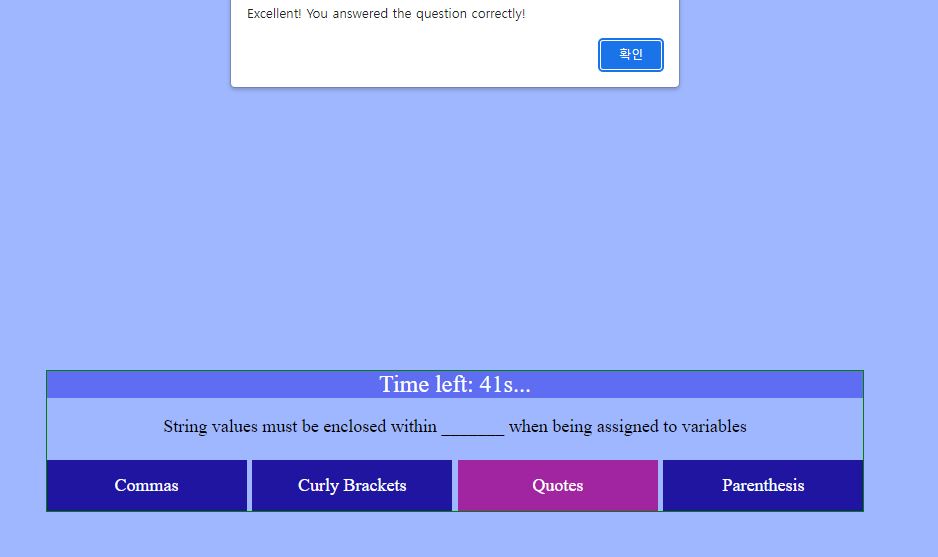 Excellent! You answered the question correctly!
확인
Time left: 41s...
String values must be enclosed within _______ when being assigned to variables
Commas
Curly Brackets
Quotes
Parenthesis